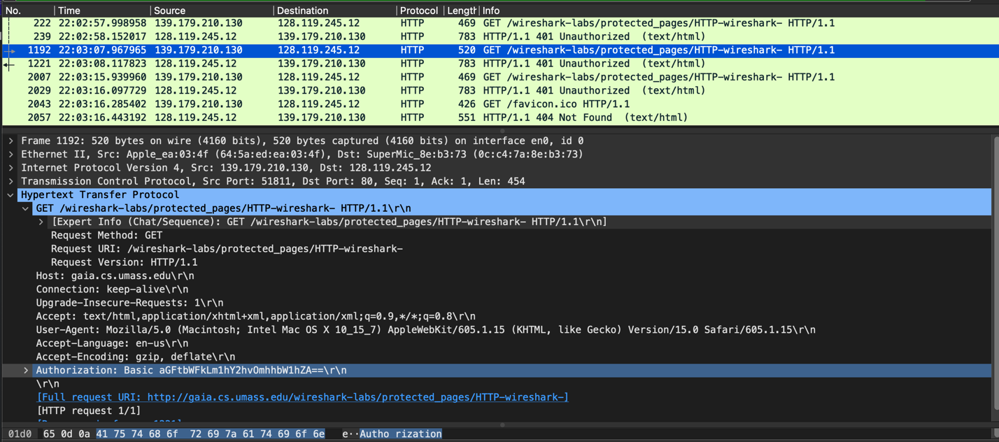 No. Time Source Destination Protocol Length Info
222 22:02:57.998958 139.179.210.130 128.119.245.12 HTTP 469 GET /wireshark-labs/protected_pages/HTTP-wireshark- HTTP/1.1
239 22:02:58.152017 128.119.245.12 139.179.210.130 HTTP 783 HTTP/1.1 401 Unauthorized (text/html)
1192 22:03:07.967965 139.179.210.130 128.119.245.12 HTTP 520 GET /wireshark-labs/protected_pages/HTTP-wireshark- HTTP/1.1
1221 22:03:08.117823 128.119.245.12 139.179.210.130 HTTP 783 HTTP/1.1 401 Unauthorized (text/html)
2007 22:03:15.939960 139.179.210.130 128.119.245.12 HTTP 469 GET /wireshark-labs/protected_pages/HTTP-wireshark- HTTP/1.1
2029 22:03:16.097729 128.119.245.12 139.179.210.130 HTTP 783 HTTP/1.1 401 Unauthorized (text/html)
2043 22:03:16.285402 139.179.210.130 128.119.245.12 HTTP 426 GET /favicon.ico HTTP/1.1
2057 22:03:16.443192 128.119.245.12 139.179.210.130 HTTP 551 HTTP/1.1 404 Not Found (text/html)
Frame 1192: 520 bytes on wire (4160 bits), 520 bytes captured (4160 bits) on interface en0, id 0
Ethernet II, Src: Apple_ea:03:4f (64:5a:ed:ea:03:4f), Dst: SuperMic_8e:b3:73 (0c:c4:7a:8e:b3:73)
Internet Protocol Version 4, Src: 139.179.210.130, Dst: 128.119.245.12
Transmission Control Protocol, Src Port: 51811, Dst Port: 80, Seq: 1, Ack: 1, Len: 454
Hypertext Transfer Protocol
GET /wireshark-labs/protected_pages/HTTP-wireshark- HTTP/1.1\r\n
[Expert Info (Chat/Sequence): GET /wireshark-labs/protected_pages/HTTP-wireshark- HTTP/1.1\r\n]
Request Method: GET
Request URI: /wireshark-labs/protected_pages/HTTP-wireshark-
Request Version: HTTP/1.1
Host: gaia.cs.umass.edu\r\n
Connection: keep-alive\r\n
Upgrade-Insecure-Requests: 1\r\n
Accept: text/html,application/xhtml+xml,application/xml;q=0.9,*/*;q=0.8\r\n
User-Agent: Mozilla/5.0 (Macintosh; Intel Mac OS X 10_15_7) AppleWebKit/605.1.15 (KHTML, like Gecko) Version/15.0 Safari/605.1.15\r\n
Accept-Language: en-us\r\n
Accept-Encoding: gzip, deflate\r\n
Authorization: Basic aGFtbWFkLm1hY2hvOmhhbW1hZA==\r\n
\r\n
[Full request URI: http://gaia.cs.umass.edu/wireshark-labs/protected_pages/HTTP-wireshark-]
[HTTP request 1/1]
01d0 65 0d 0a 41 75 74 68 6f 72 69 7a 61 74 69 6f 6e e··Autho rization